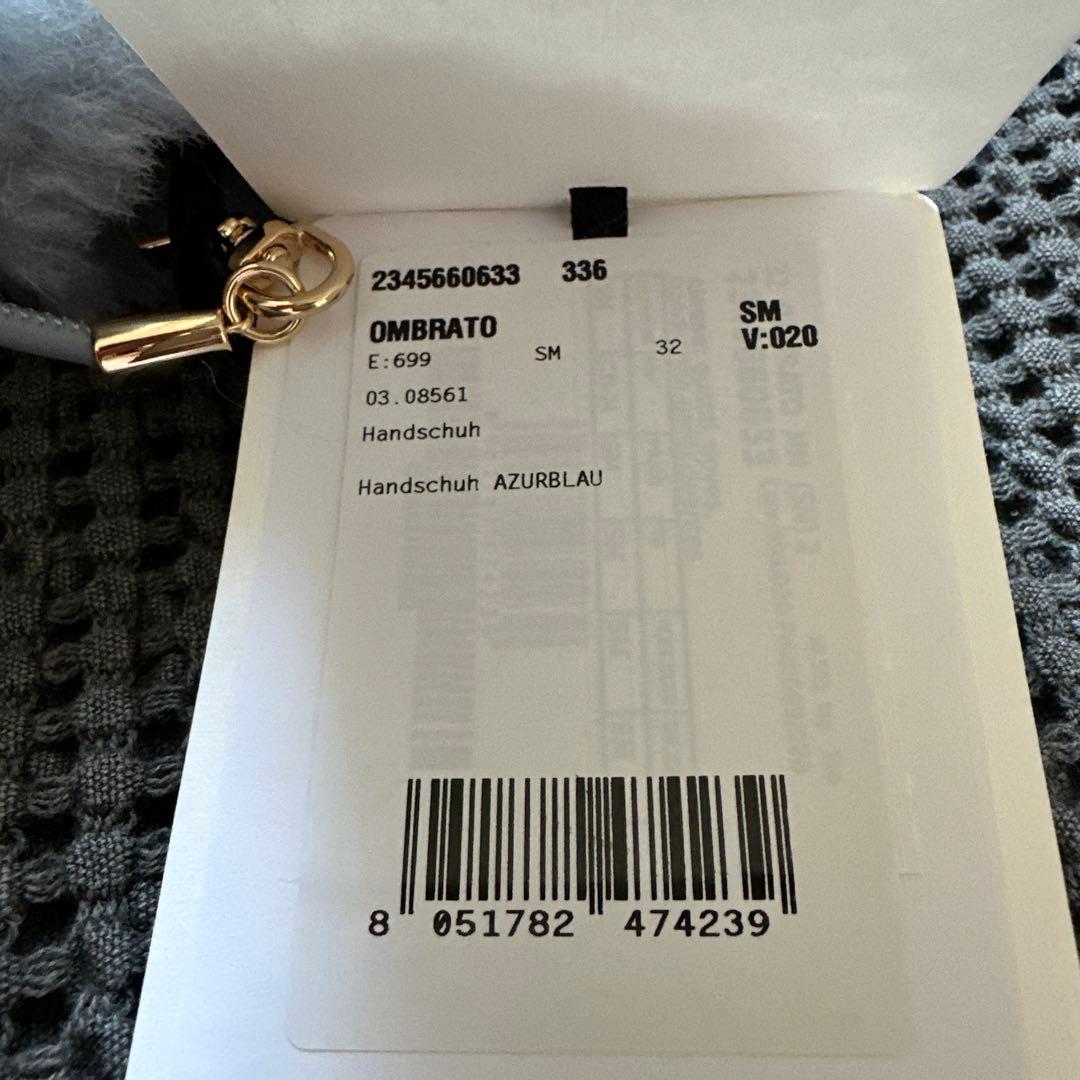 2345660633 336
OMBRATO SM
E:699 SM 32 V:020
03.08561
Handschuh
Handschuh AZURBLAU
8 051782 474239